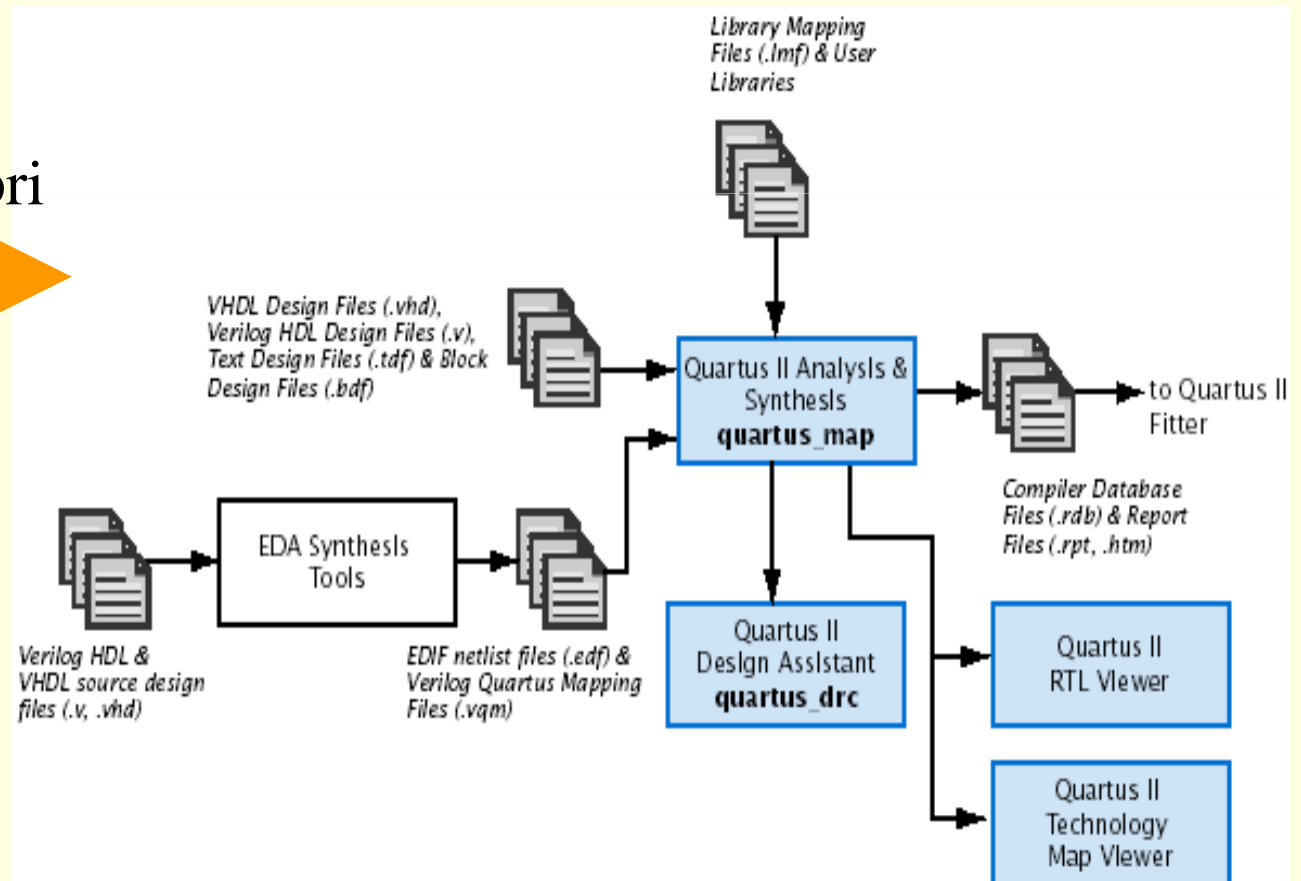 Library Mapping
Files (.lmf) & User
Libraries
ori
VHDL Design Files (.vhd),
Verilog HDL Design Files (.v),
Text Design Files (.tdf) & Block
Design Files (.bdf)
Quartus II Analysis &
Synthesis
quartus_map
to Quartus II
Fitter
Compiler Database
Files (.rdb) & Report
Files (.rpt, .htm)
EDA Synthesis
Tools
Verilog HDL &
VHDL source design
files (.v, .vhd)
EDIF netlist files (.edf) &
Verilog Quartus Mapping
Files (.vqm)
Quartus II
Design Assistant
quartus_drc
Quartus II
RTL Viewer
Quartus II
Technology
Map Viewer